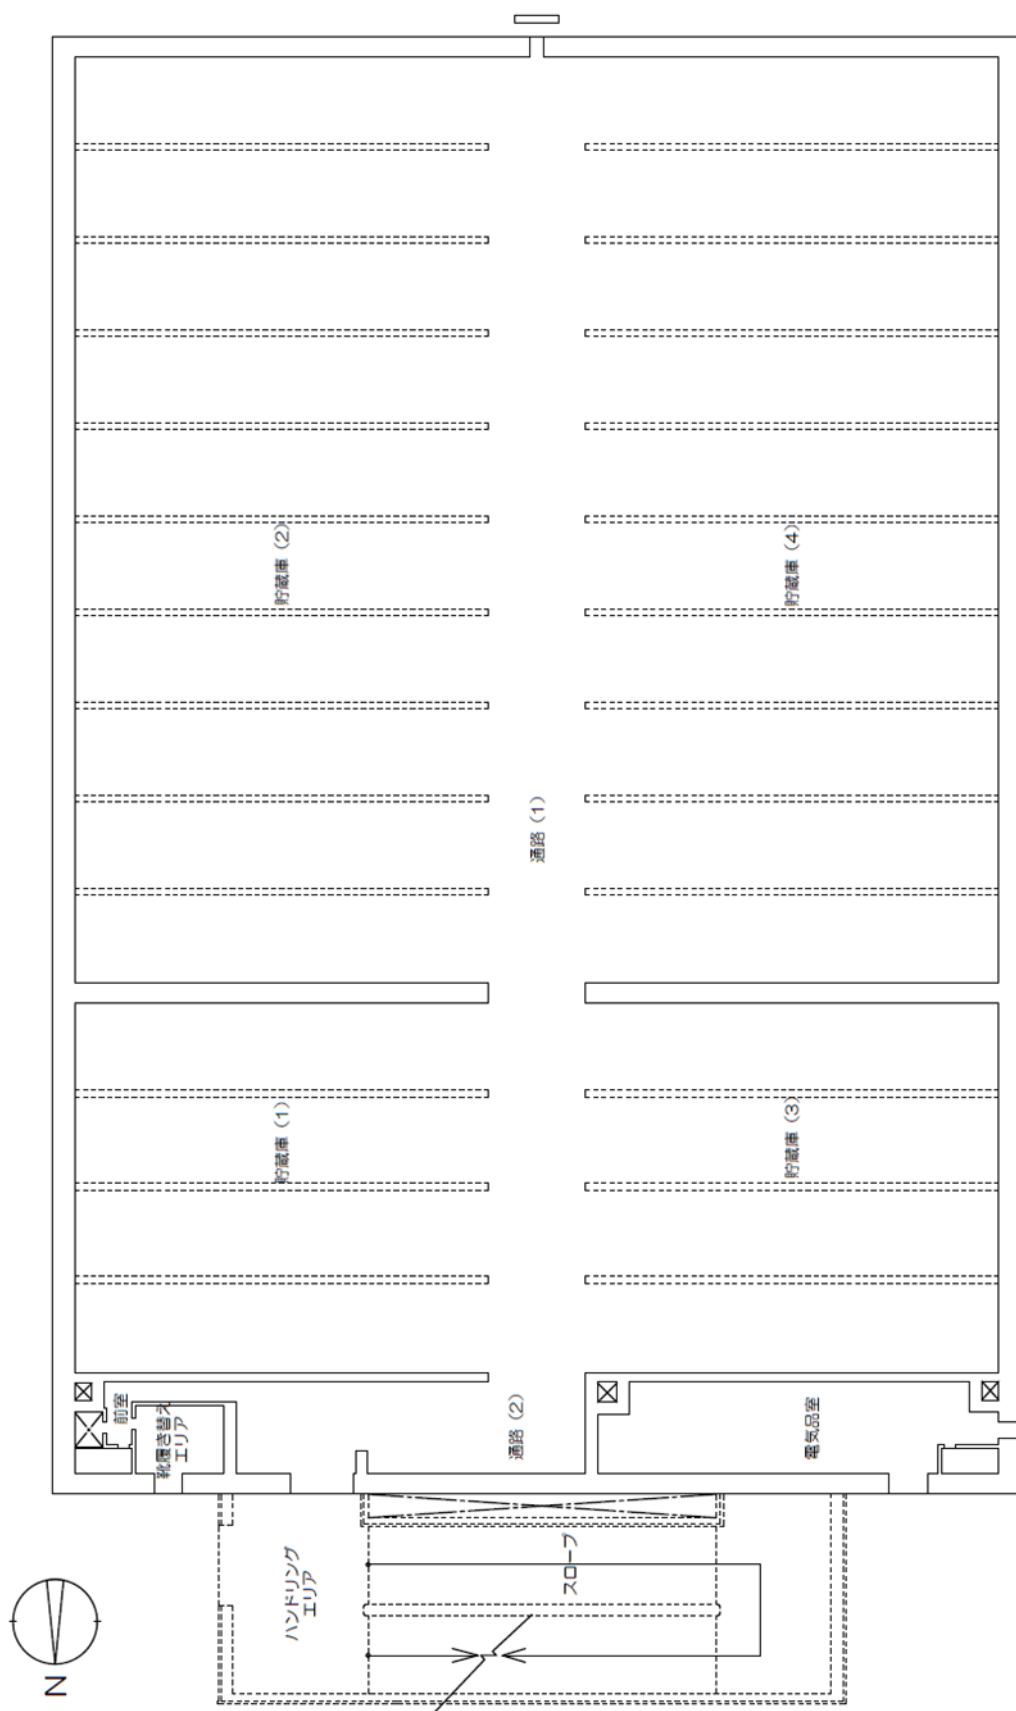 貯蔵庫（2）
貯蔵庫（4）
通路（1）
貯蔵庫（1）
貯蔵庫（3）
前室
靴履き替え
エリア
通路（2）
電気品室
ハンドリング
エリア
スロープ
N